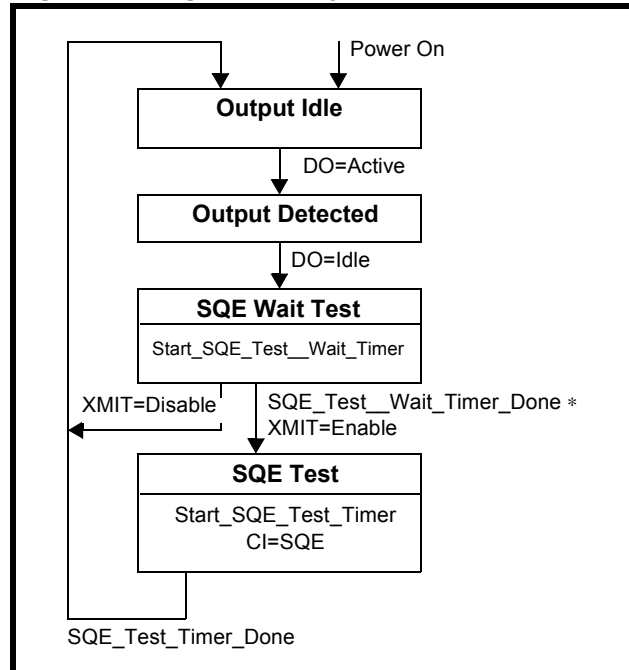 Power On
Output Idle
DO=Active
Output Detected
DO=Idle
SQE Wait Test
Start_SQE_Test__Wait_Timer
XMIT=Disable
SQE_Test__Wait_Timer_Done *
XMIT=Enable
SQE Test
Start_SQE_Test_Timer
CI=SQE
SQE_Test_Timer_Done